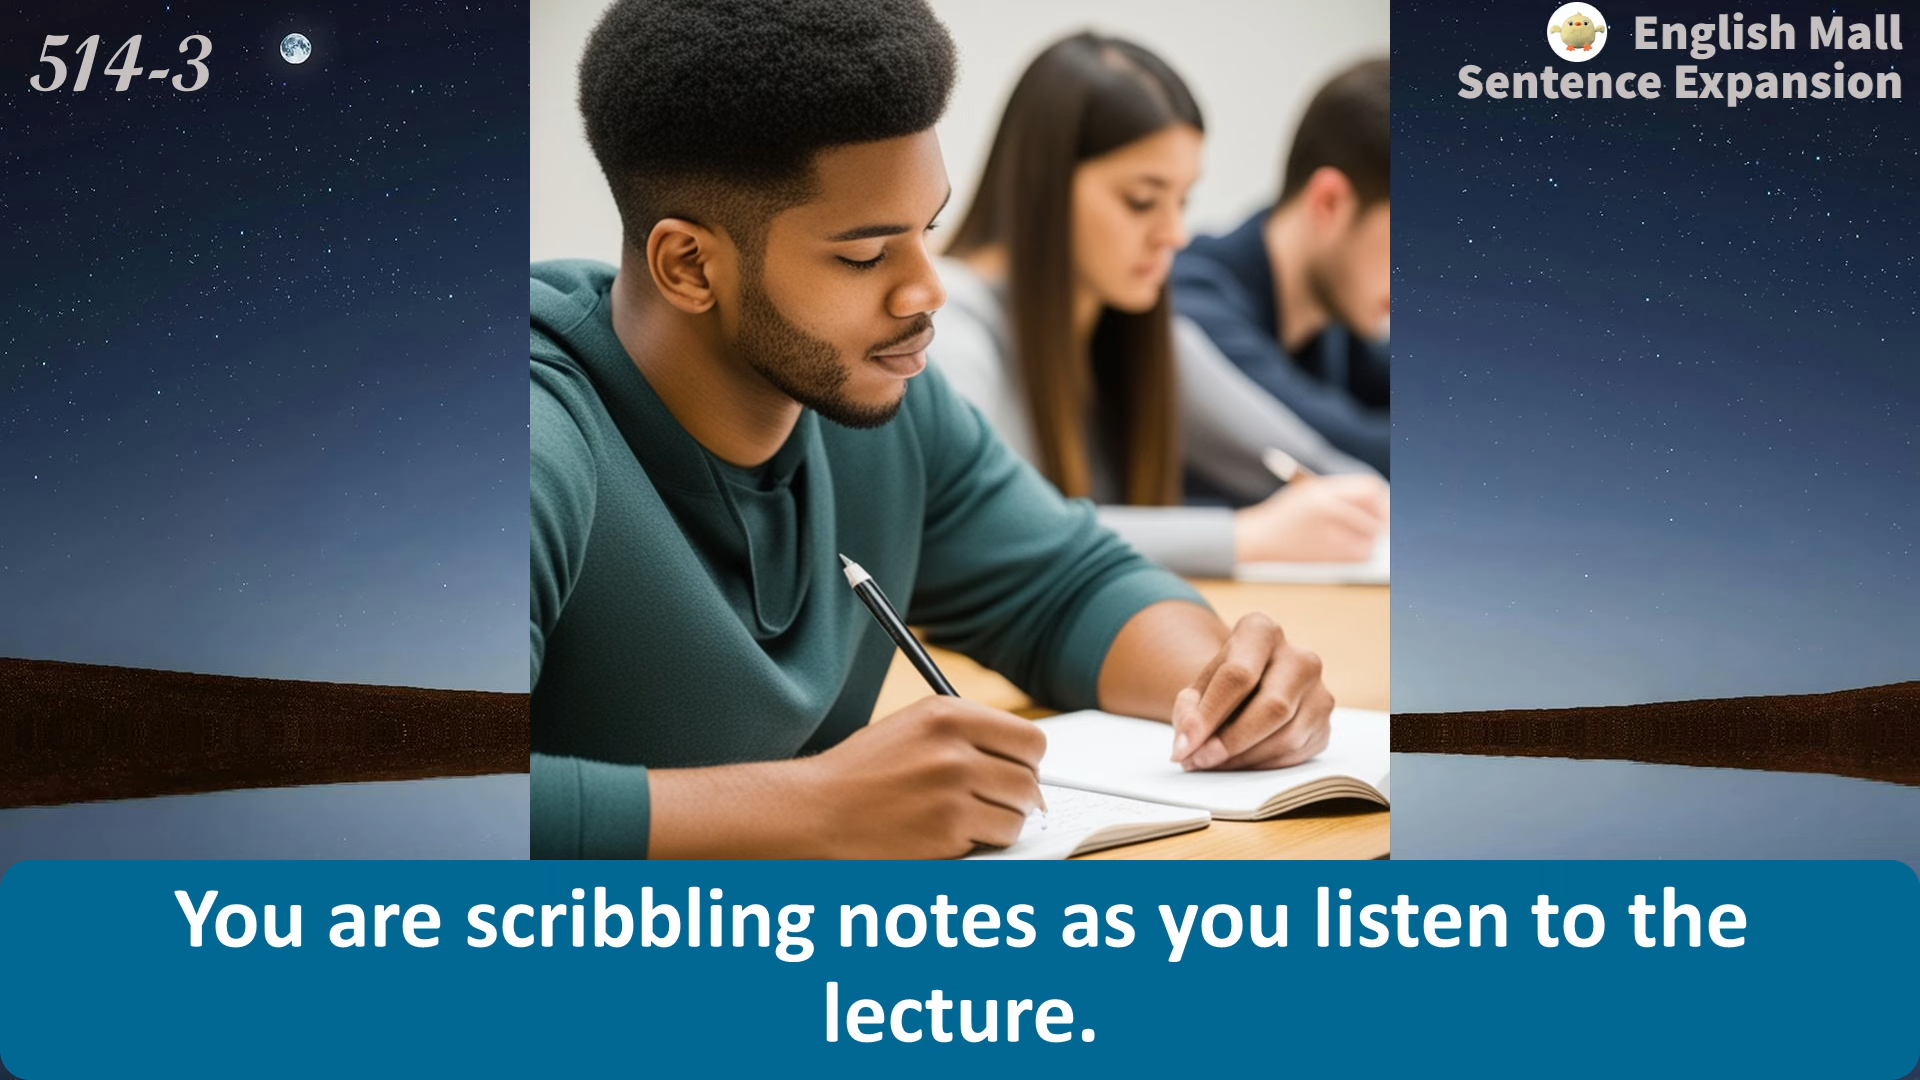 514-3
English Mall
Sentence Expansion
You are scribbling notes as you listen to the
lecture.